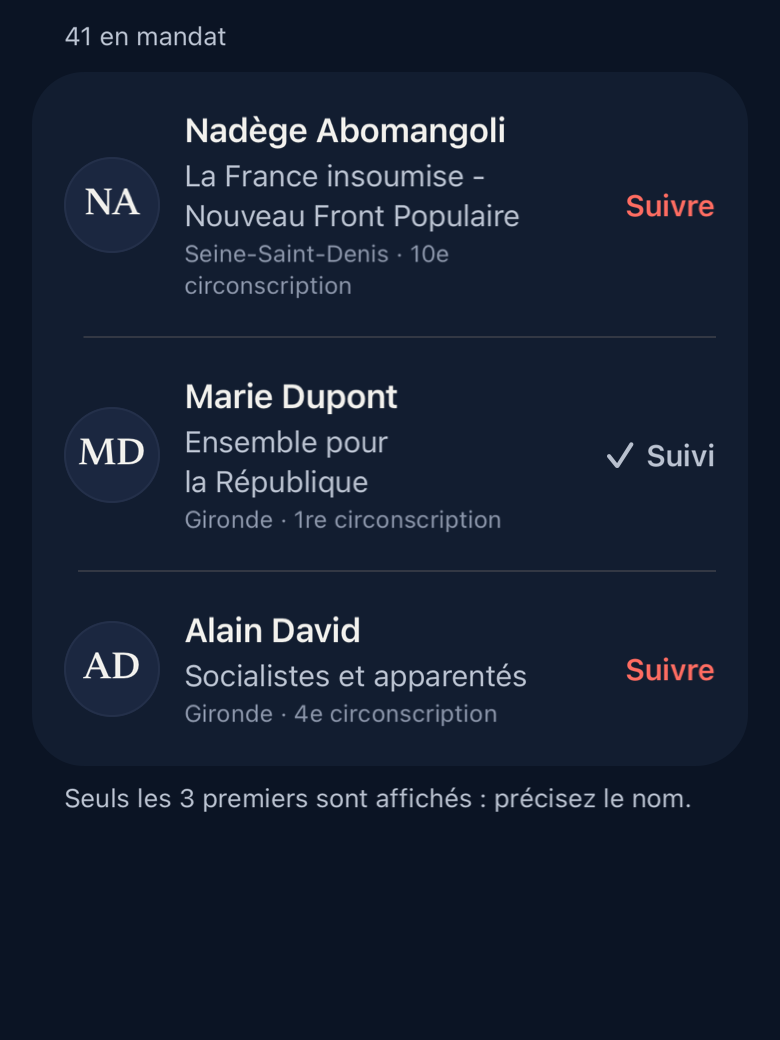 41 en mandat
NA
Nadège Abomangoli
La France insoumise -
Nouveau Front Populaire
Seine-Saint-Denis · 10e
circonscription
Suivre
MD
Marie Dupont
Ensemble pour
la République
Gironde · 1re circonscription
✓ Suivi
AD
Alain David
Socialistes et apparentés
Gironde · 4e circonscription
Suivre
Seuls les 3 premiers sont affichés : précisez le nom.